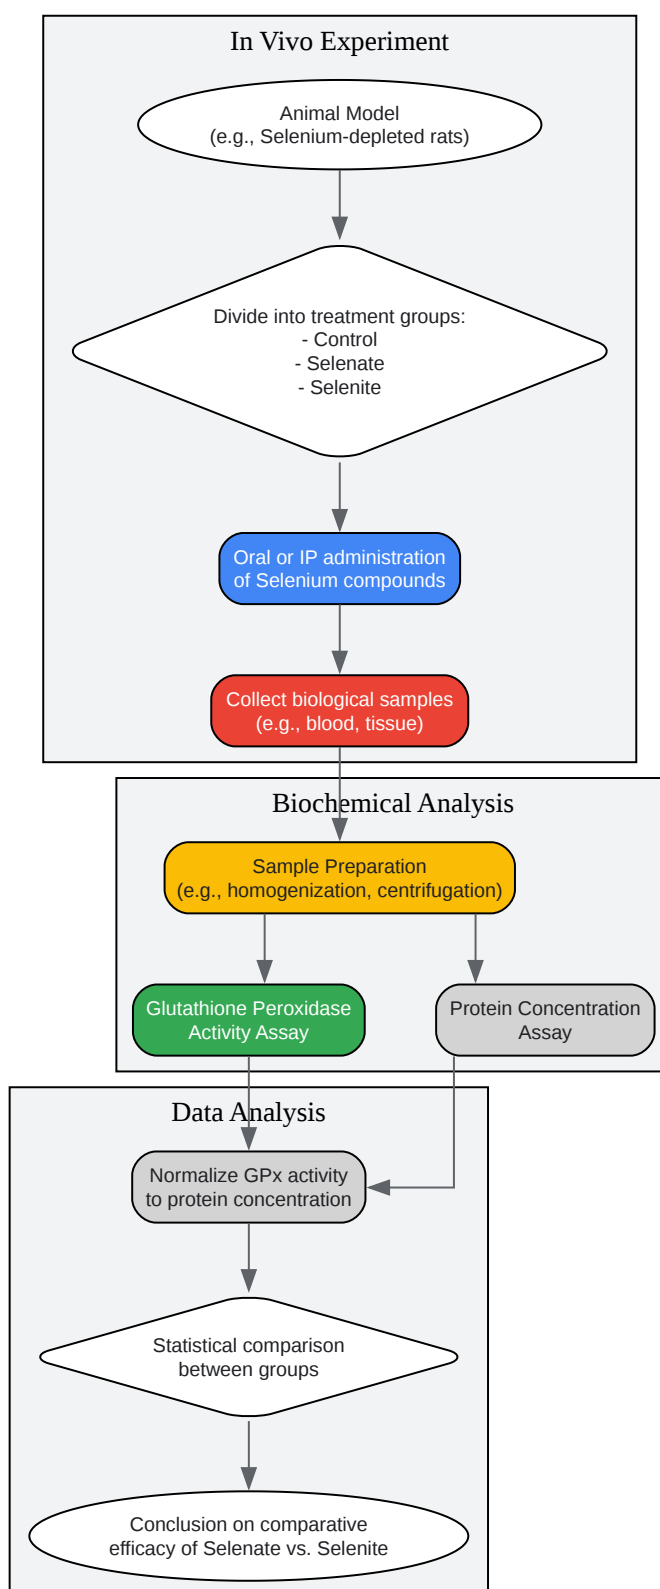 In Vivo Experiment
Animal Model
(e.g., Selenium-depleted rats)
Divide into treatment groups:
- Control
- Selenate
- Selenite
Oral or IP administration
of Selenium compounds
Collect biological samples
(e.g., blood, tissue)
Biochemical Analysis
Sample Preparation
(e.g., homogenization, centrifugation)
Glutathione Peroxidase
Activity Assay
Protein Concentration
Assay
Data Analysis
Normalize GPx activity
to protein concentration
Statistical comparison
between groups
Conclusion on comparative
efficacy of Selenate vs. Selenite